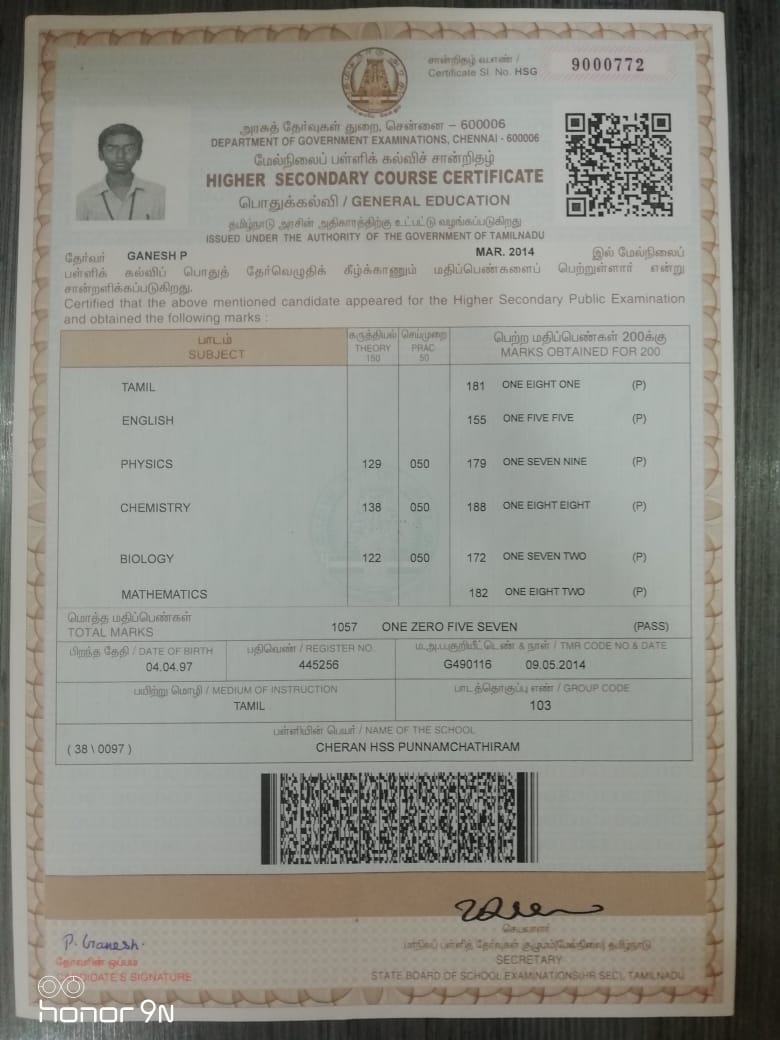 சான்றிதழ் வ.எண் /
Certificate Sl. No. HSG 9000772
அரசுத் தேர்வுகள் துறை, சென்னை – 600006
DEPARTMENT OF GOVERNMENT EXAMINATIONS, CHENNAI - 600006
மேல்நிலைப் பள்ளிக் கல்விச் சான்றிதழ்
HIGHER SECONDARY COURSE CERTIFICATE
பொதுக்கல்வி / GENERAL EDUCATION
தமிழ்நாடு அரசின் அதிகாரத்திற்கு உட்பட்டு வழங்கப்படுகிறது
ISSUED UNDER THE AUTHORITY OF THE GOVERNMENT OF TAMILNADU
தேர்வர் GANESH P MAR. 2014 இல் மேல்நிலைப்
பள்ளிக் கல்விப் பொதுத் தேர்வெழுதிக் கீழ்க்காணும் மதிப்பெண்களைப் பெற்றுள்ளார் என்று
சான்றளிக்கப்படுகிறது.
Certified that the above mentioned candidate appeared for the Higher Secondary Public Examination
and obtained the following marks :
பாடம் கருத்தியல் செய்முறை பெற்ற மதிப்பெண்கள் 200க்கு
SUBJECT THEORY PRAC MARKS OBTAINED FOR 200
150 50
TAMIL 181 ONE EIGHT ONE (P)
ENGLISH 155 ONE FIVE FIVE (P)
PHYSICS 129 050 179 ONE SEVEN NINE (P)
CHEMISTRY 138 050 188 ONE EIGHT EIGHT (P)
BIOLOGY 122 050 172 ONE SEVEN TWO (P)
MATHEMATICS 182 ONE EIGHT TWO (P)
மொத்த மதிப்பெண்கள்
TOTAL MARKS 1057 ONE ZERO FIVE SEVEN (PASS)
பிறந்த தேதி / DATE OF BIRTH பதிவெண் / REGISTER NO. ம.அ.பகுறியீட்டெண் & நாள் / TMR CODE NO & DATE
04.04.97 445256 G490116 09.05.2014
பயிற்று மொழி / MEDIUM OF INSTRUCTION பாடத்தொகுப்பு எண் / GROUP CODE
TAMIL 103
பள்ளியின் பெயர் / NAME OF THE SCHOOL
( 38 \ 0097 ) CHERAN HSS PUNNAMCHATHIRAM
P. Ganesh.
தேர்வரின் ஒப்பம்
CANDIDATE'S SIGNATURE
செயலாளர்
மாநிலப் பள்ளித் தேர்வுகள் குழுமம்(மேல்நிலை) தமிழ்நாடு
SECRETARY
STATE BOARD OF SCHOOL EXAMINATIONS(HR SEC), TAMILNADU
honor 9N